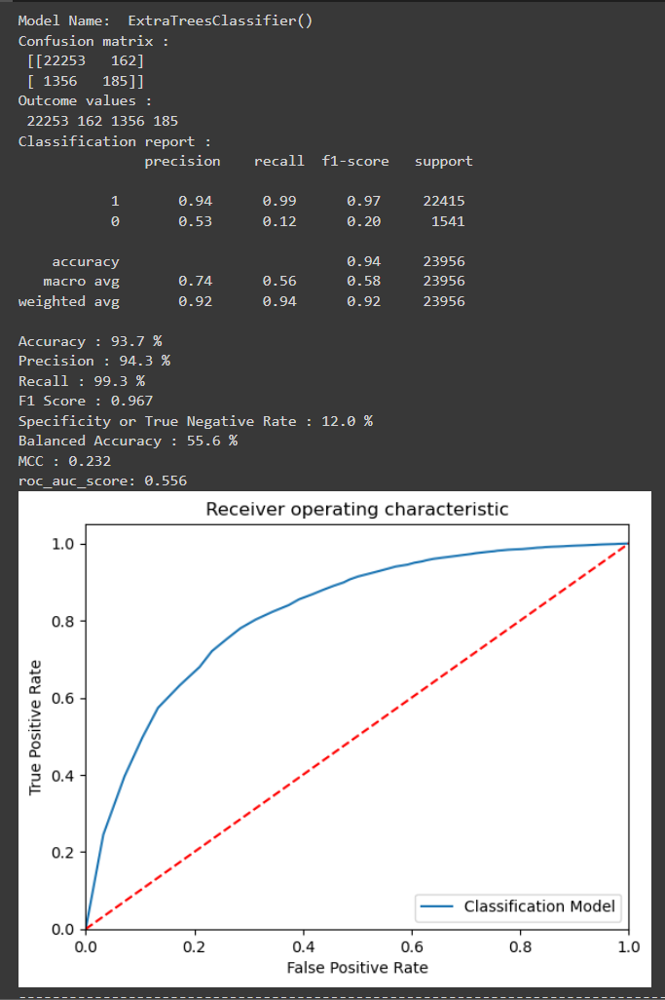 Model Name:  ExtraTreesClassifier()
Confusion matrix :
 [[22253   162]
 [ 1356   185]]
Outcome values :
 22253 162 1356 185
Classification report :
               precision    recall  f1-score   support

           1       0.94      0.99      0.97     22415
           0       0.53      0.12      0.20      1541

    accuracy                           0.94     23956
   macro avg       0.74      0.56      0.58     23956
weighted avg       0.92      0.94      0.92     23956

Accuracy : 93.7 %
Precision : 94.3 %
Recall : 99.3 %
F1 Score : 0.967
Specificity or True Negative Rate : 12.0 %
Balanced Accuracy : 55.6 %
MCC : 0.232
roc_auc_score: 0.556
Receiver operating characteristic
True Positive Rate
1.0
0.8
0.6
0.4
0.2
0.0
Classification Model
0.0 0.2 0.4 0.6 0.8 1.0
False Positive Rate